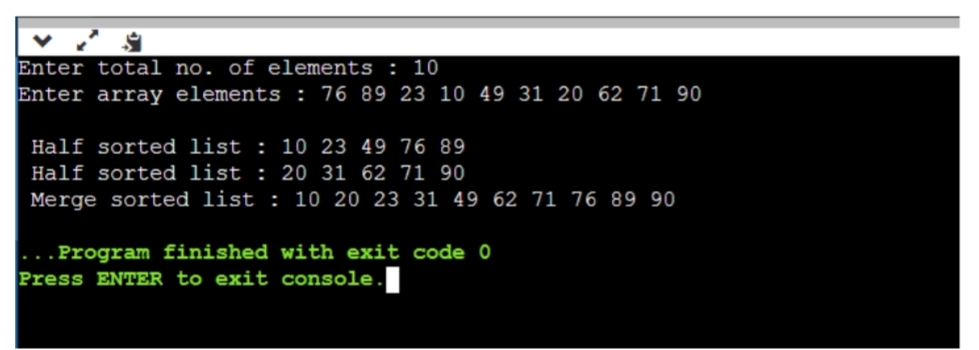 Enter total no. of elements : 10
Enter array elements : 76 89 23 10 49 31 20 62 71 90
Half sorted list : 10 23 49 76 89
Half sorted list : 20 31 62 71 90
Merge sorted list : 10 20 23 31 49 62 71 76 89 90
...Program finished with exit code 0
Press ENTER to exit console.